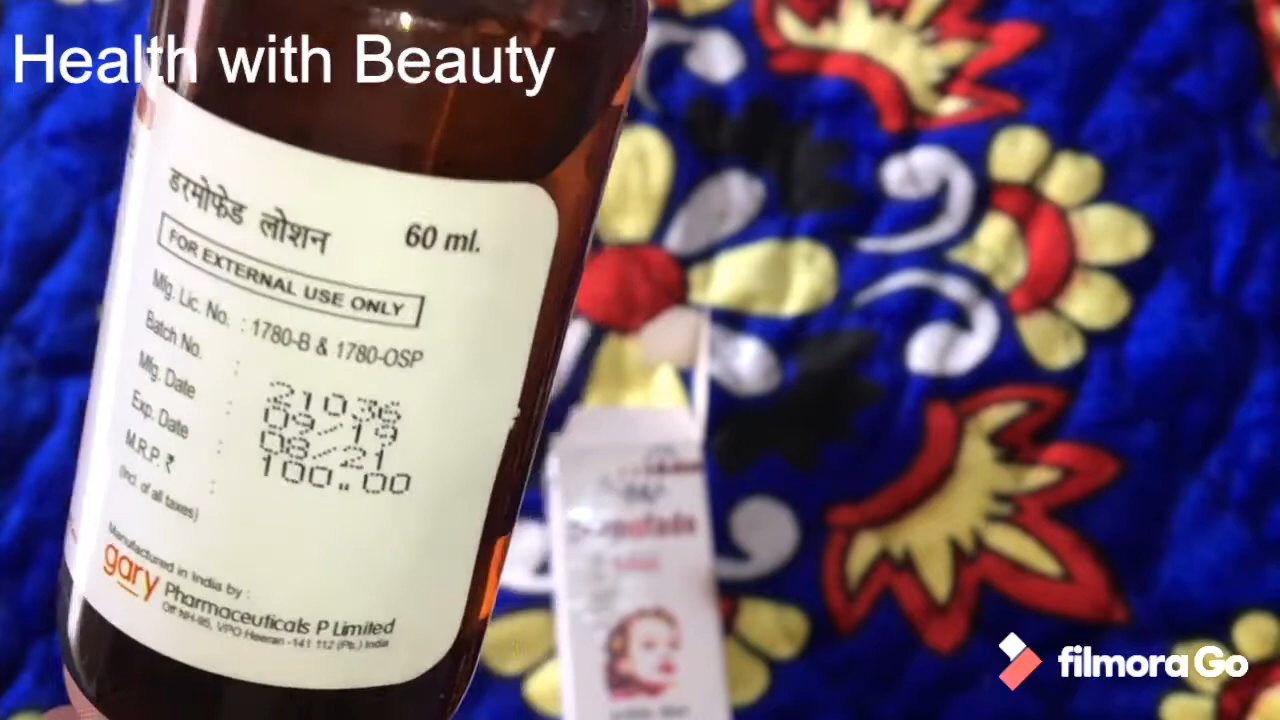 Health with Beauty
डरमोफेड लोशन 60 ml.
FOR EXTERNAL USE ONLY
Mfg. Lic. No. : 1780-B & 1780-OSP
Batch No. : 21036
Mfg. Date : 09/19
Exp. Date : 08/21
M.R.P. ₹ : 100.00
(Incl. of all taxes)
Manufactured in India by :
gary Pharmaceuticals P Limited
Off NH-95, VPO Heeran -141 112 (Pb.) India
filmora Go